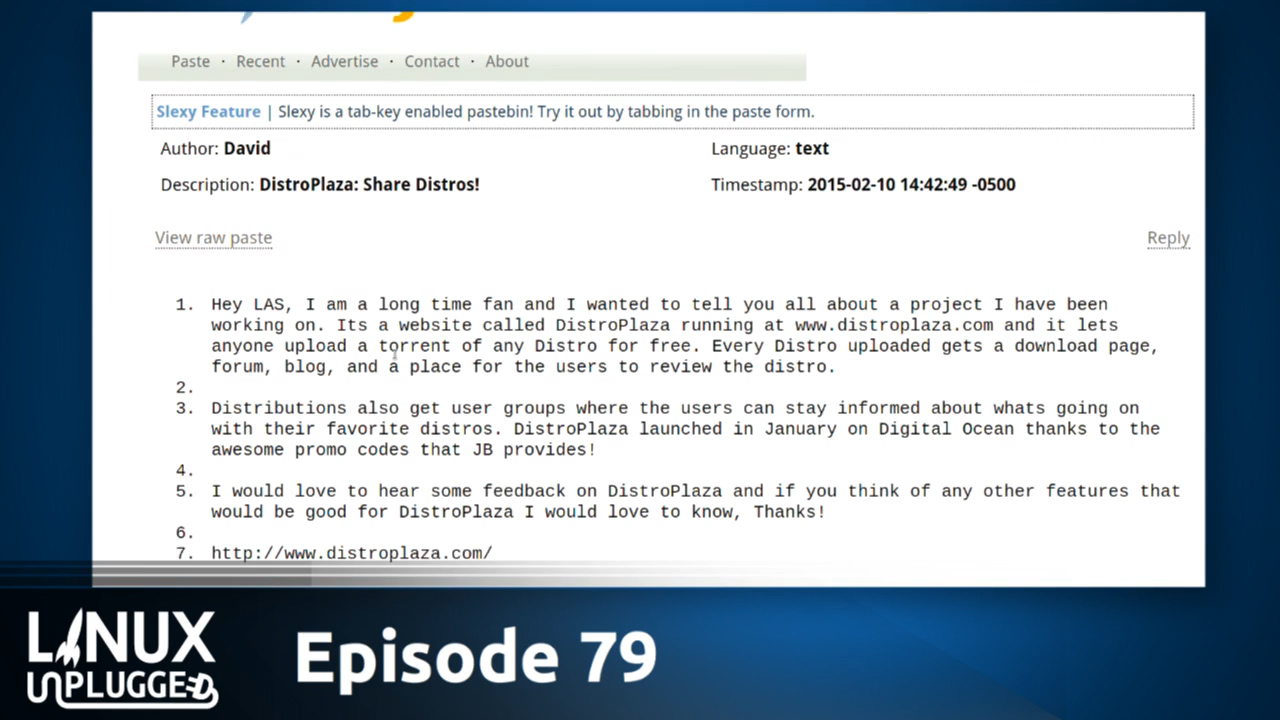 Paste · Recent · Advertise · Contact · About
Slexy Feature | Slexy is a tab-key enabled pastebin! Try it out by tabbing in the paste form.
Author: David Language: text
Description: DistroPlaza: Share Distros! Timestamp: 2015-02-10 14:42:49 -0500
View raw paste Reply
1. Hey LAS, I am a long time fan and I wanted to tell you all about a project I have been
working on. Its a website called DistroPlaza running at www.distroplaza.com and it lets
anyone upload a torrent of any Distro for free. Every Distro uploaded gets a download page,
forum, blog, and a place for the users to review the distro.
2.
3. Distributions also get user groups where the users can stay informed about whats going on
with their favorite distros. DistroPlaza launched in January on Digital Ocean thanks to the
awesome promo codes that JB provides!
4.
5. I would love to hear some feedback on DistroPlaza and if you think of any other features that
would be good for DistroPlaza I would love to know, Thanks!
6.
7. http://www.distroplaza.com/
LINUX
UNPLUGGED
Episode 79